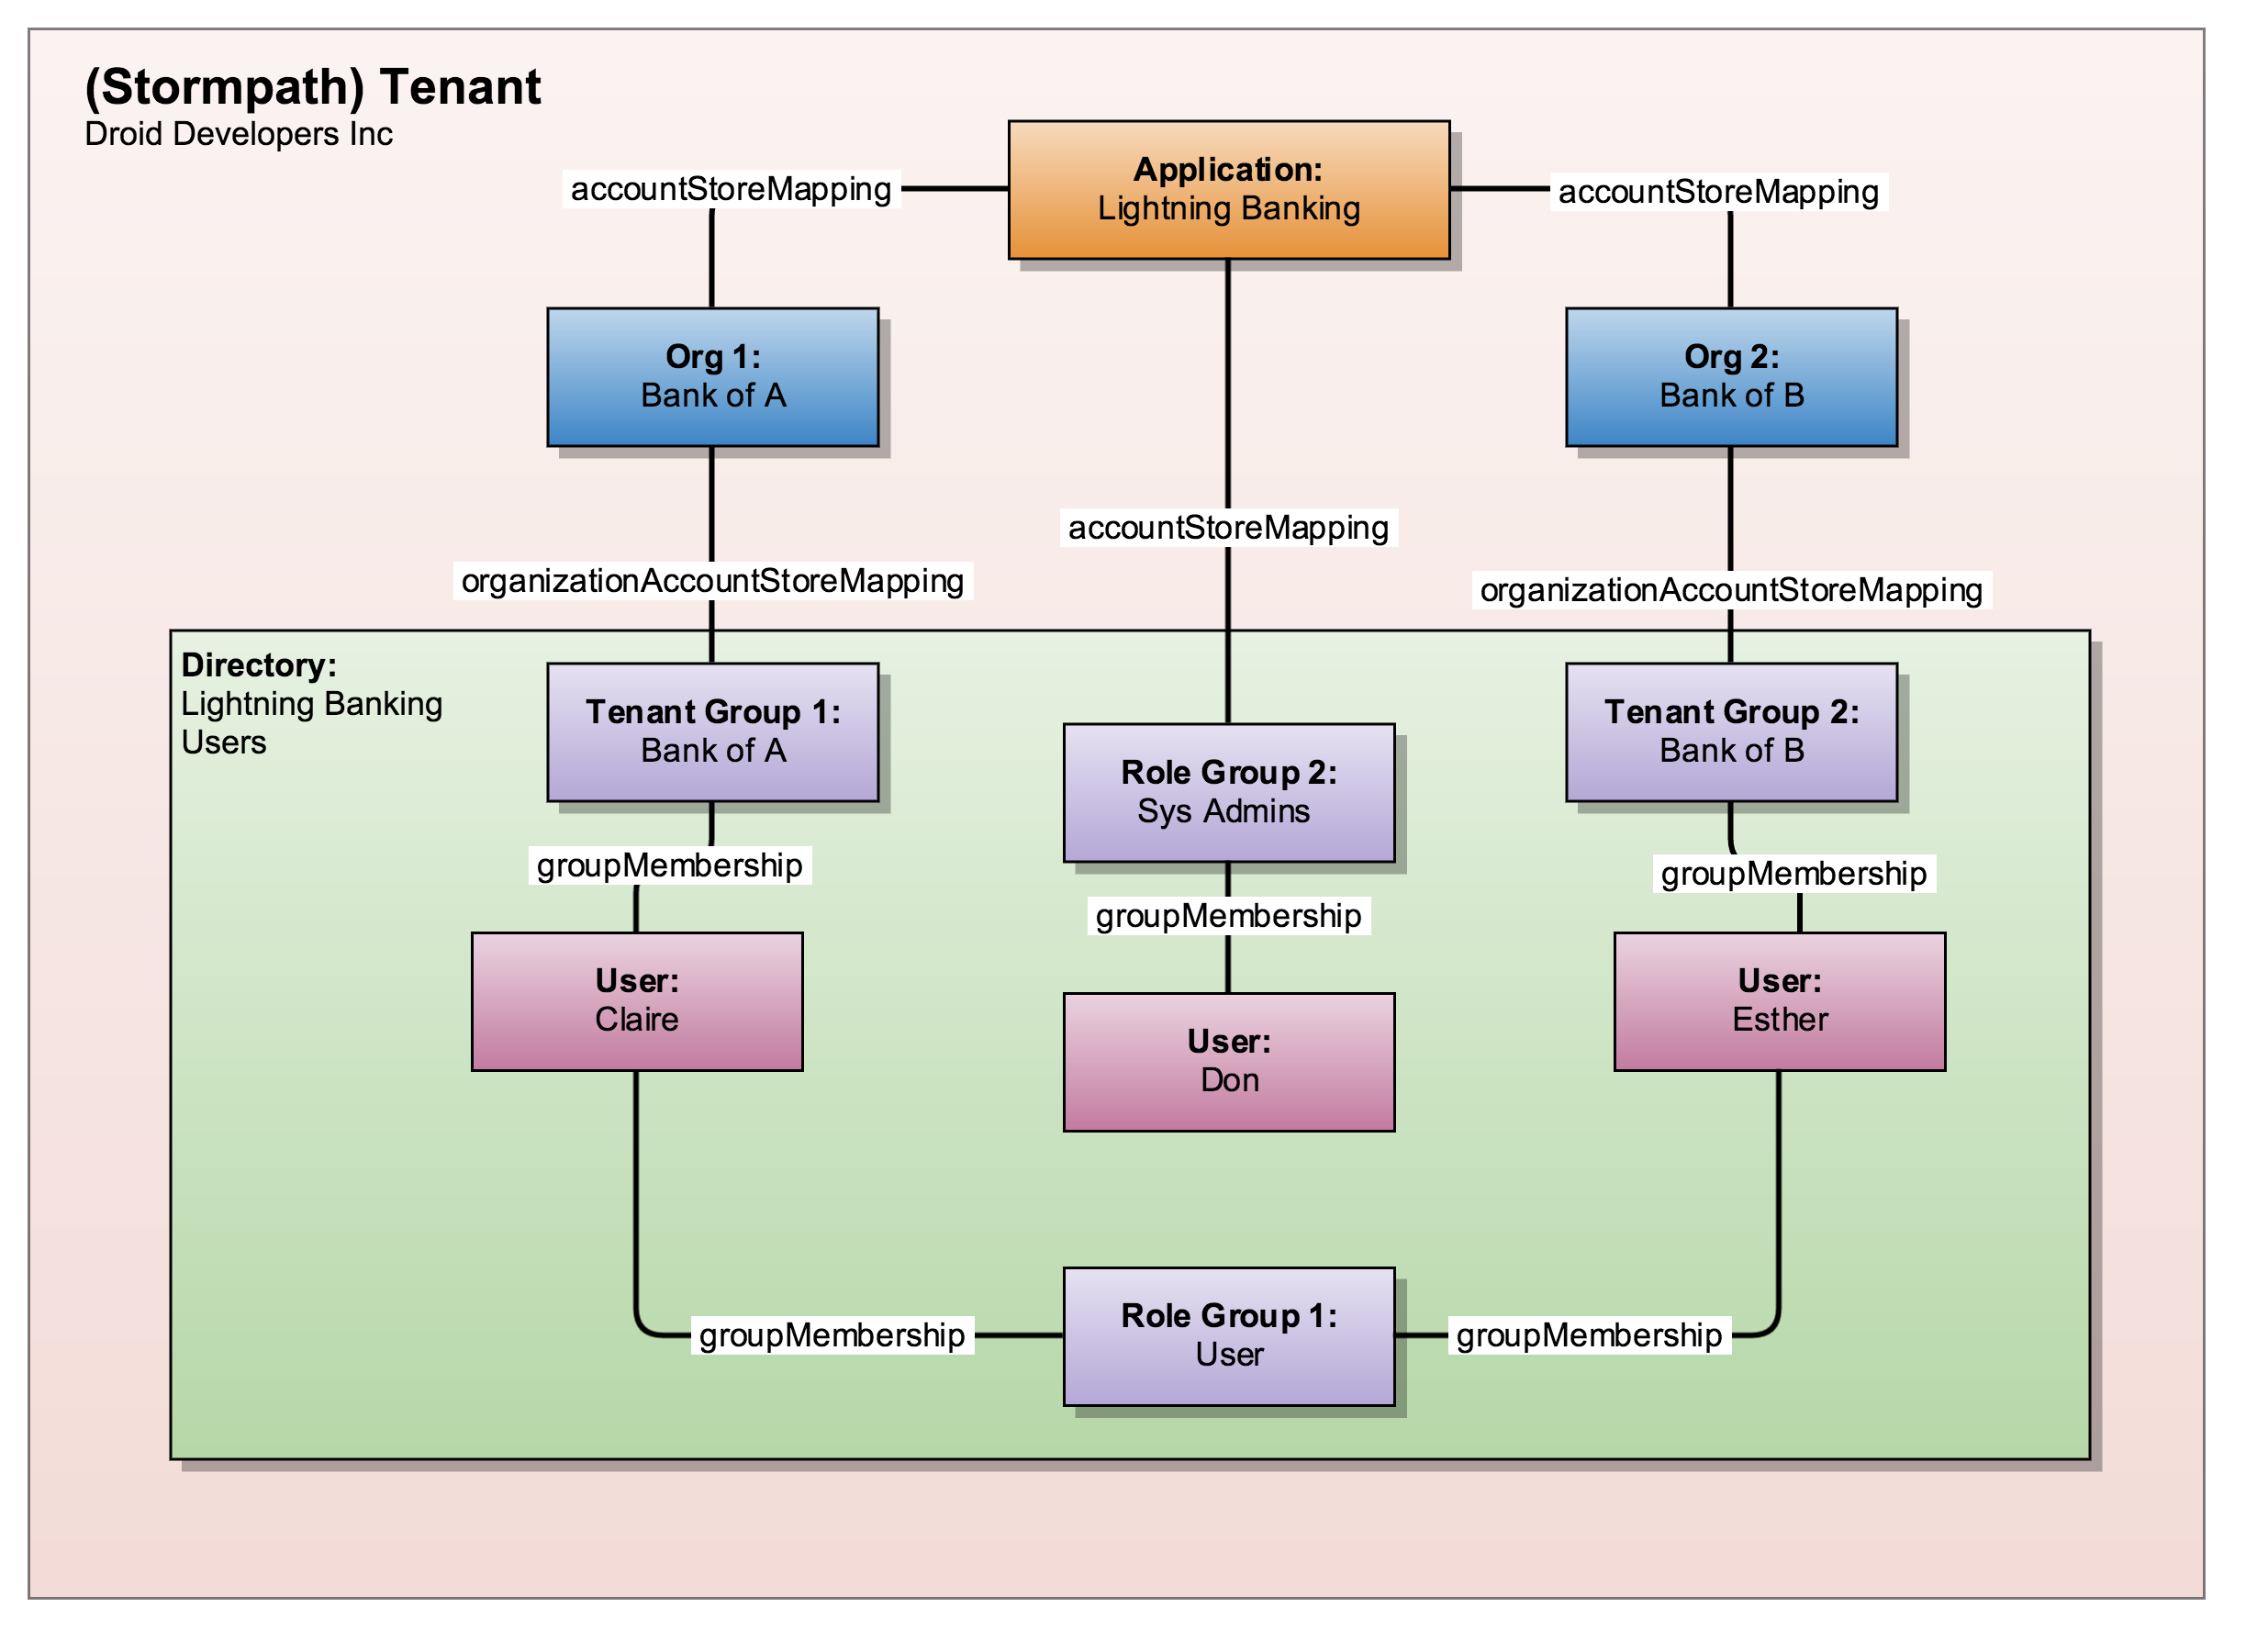 (Stormpath) Tenant
Droid Developers Inc
Application:
Lightning Banking
accountStoreMapping
accountStoreMapping
Org 1:
Bank of A
Org 2:
Bank of B
accountStoreMapping
organizationAccountStoreMapping
organizationAccountStoreMapping
Directory:
Lightning Banking
Users
Tenant Group 1:
Bank of A
Role Group 2:
Sys Admins
Tenant Group 2:
Bank of B
groupMembership
groupMembership
groupMembership
User:
Claire
User:
Don
User:
Esther
groupMembership
Role Group 1:
User
groupMembership